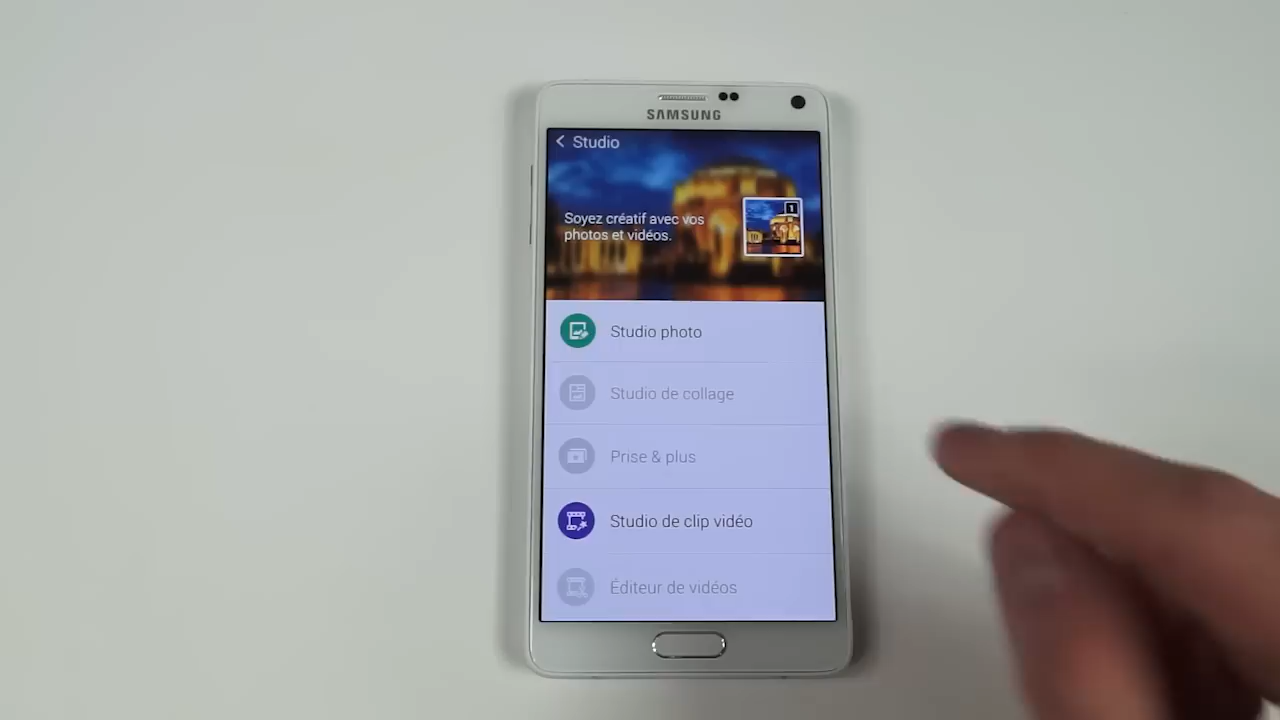 SAMSUNG
Studio
Soyez créatif avec vos
photos et vidéos.
1
Studio photo
Studio de collage
Prise & plus
Studio de clip vidéo
Éditeur de vidéos